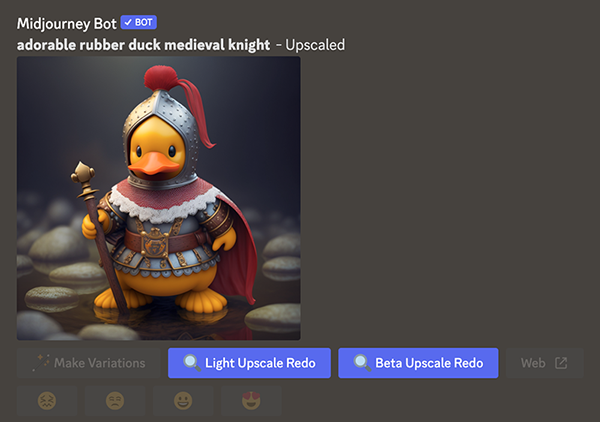 Midjourney Bot ✓ BOT
adorable rubber duck medieval knight - Upscaled
Make Variations
Light Upscale Redo
Beta Upscale Redo
Web